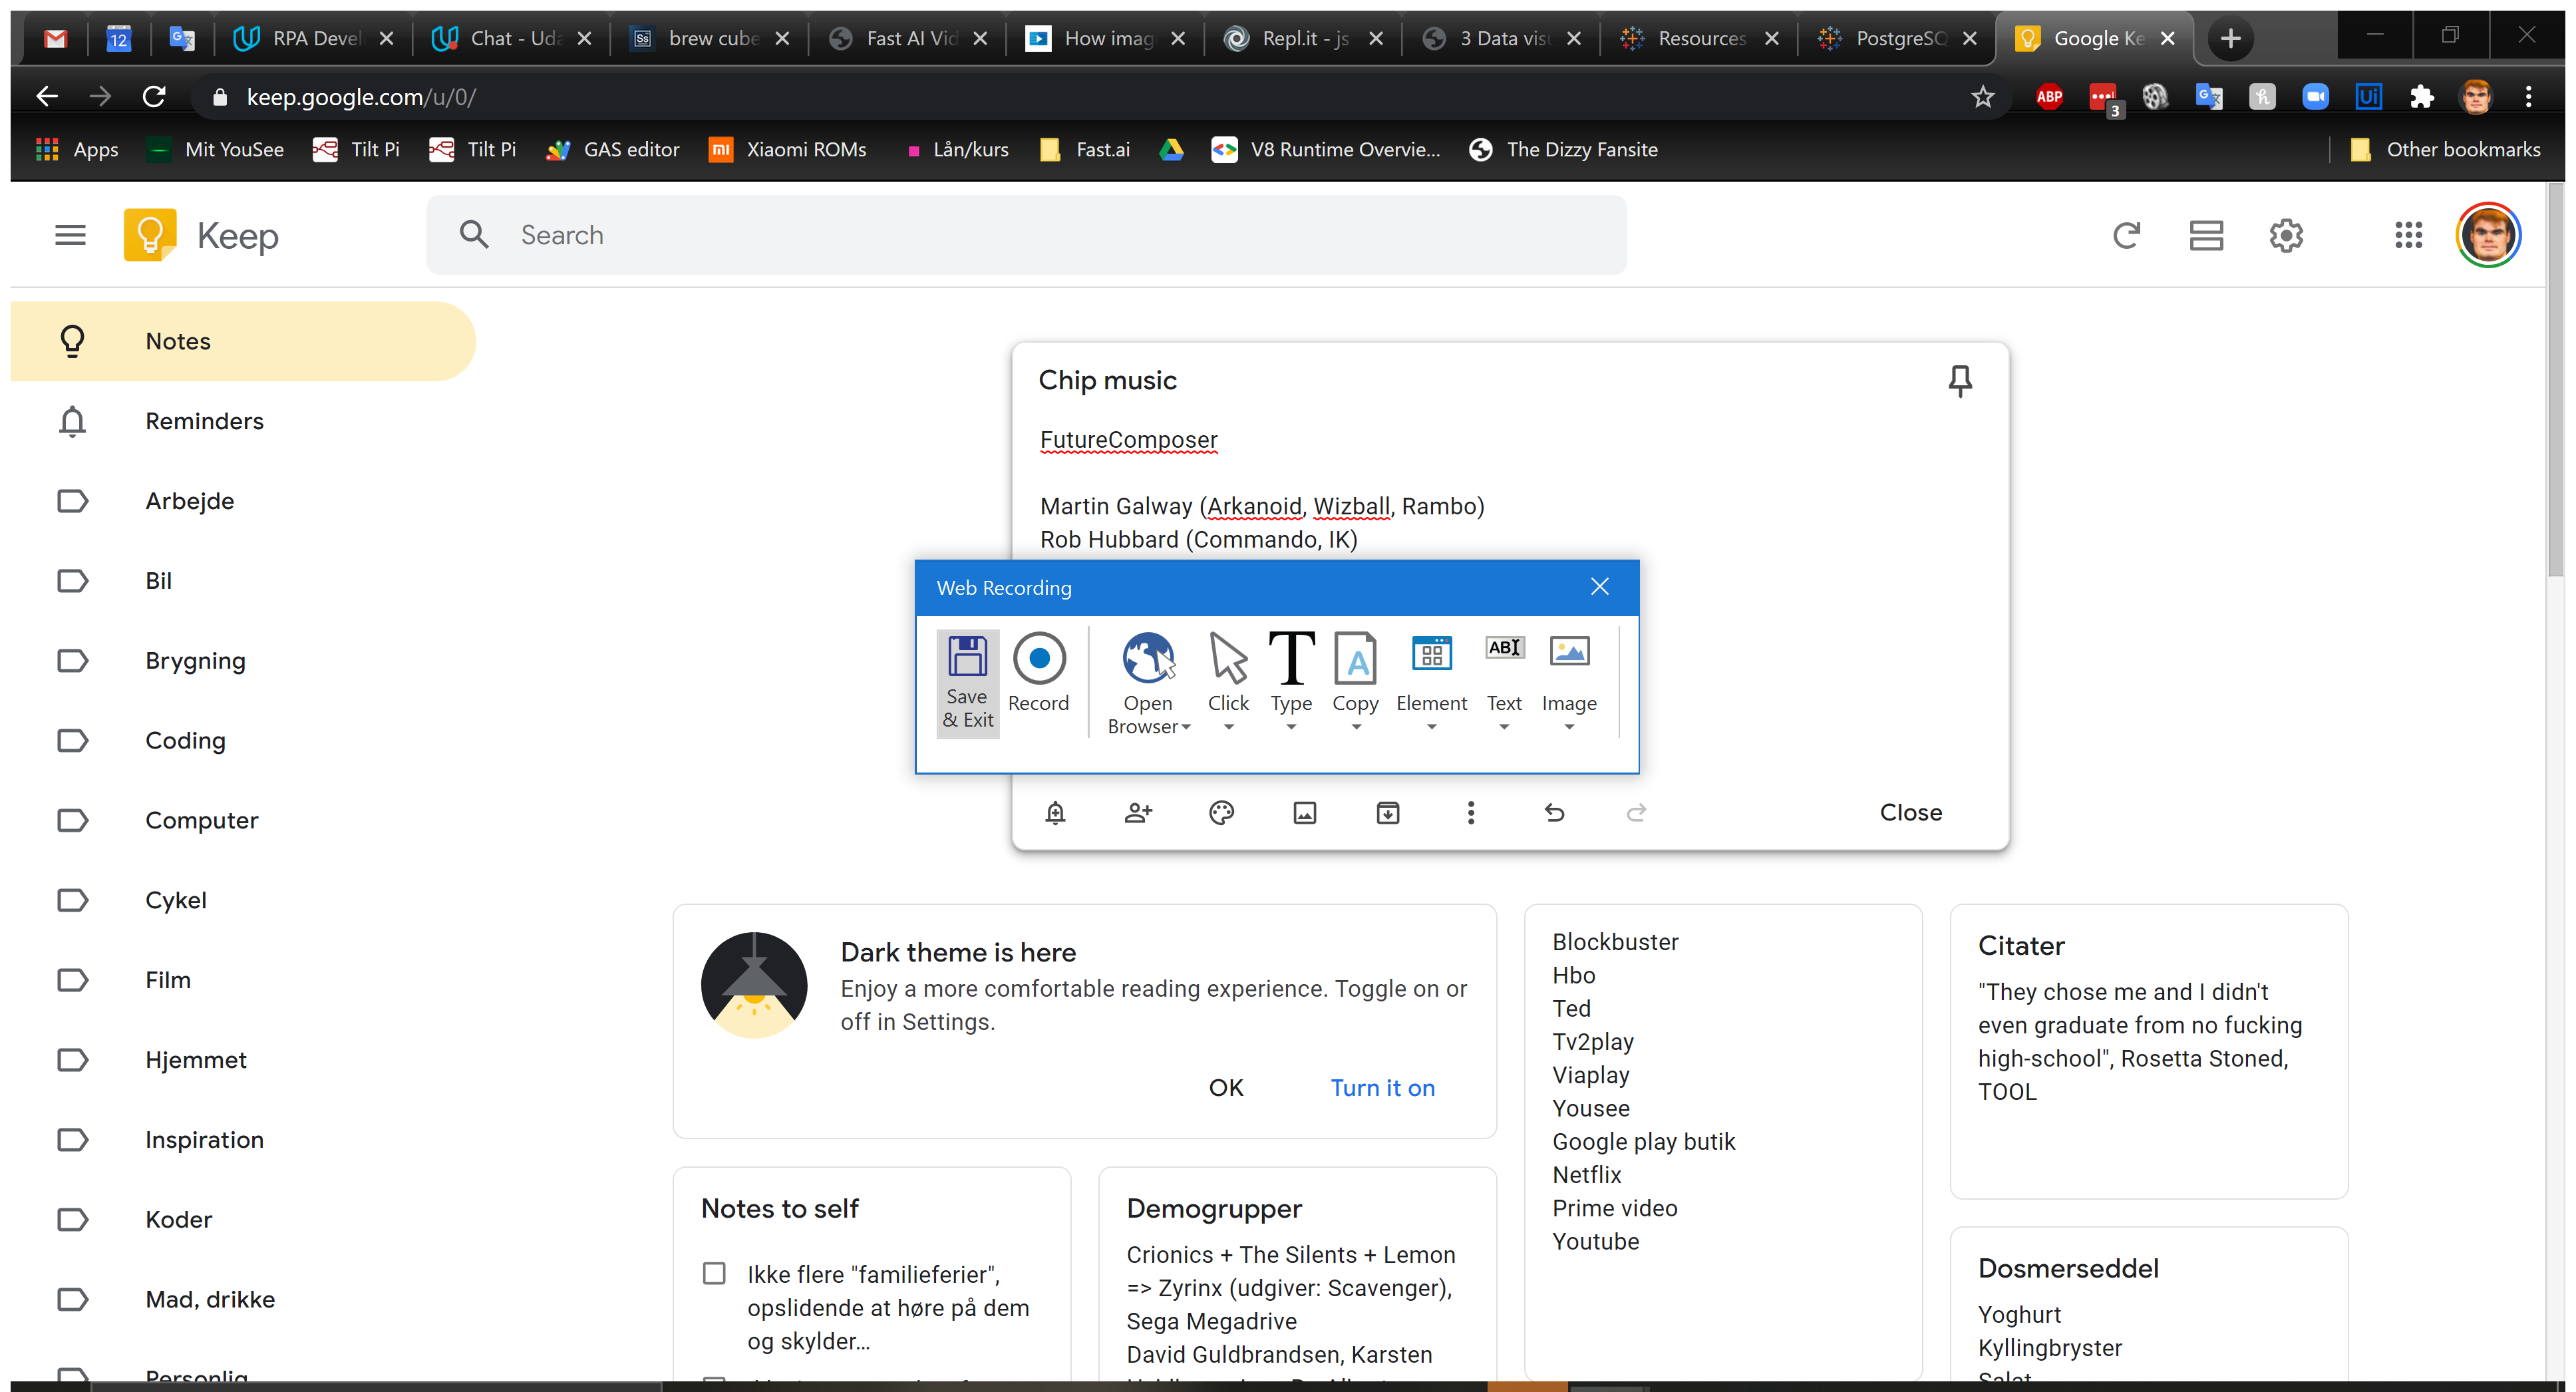 12
RPA Devel
Chat - Uda
Ss
brew cube
Fast AI Vid
How imag
Repl.it - js
3 Data visu
Resources
PostgreSQ
Google Ke
keep.google.com/u/0/
ABP
3
Ui
Apps
Mit YouSee
Tilt Pi
Tilt Pi
GAS editor
Xiaomi ROMs
Lån/kurs
Fast.ai
V8 Runtime Overvie...
The Dizzy Fansite
Other bookmarks
Keep
Search
Notes
Reminders
Arbejde
Bil
Brygning
Coding
Computer
Cykel
Film
Hjemmet
Inspiration
Koder
Mad, drikke
Personlig
Chip music
FutureComposer
Martin Galway (Arkanoid, Wizball, Rambo)
Rob Hubbard (Commando, IK)
Web Recording
Save
& Exit
Record
Open
Browser
Click
Type
Copy
Element
Text
Image
Close
Dark theme is here
Enjoy a more comfortable reading experience. Toggle on or
off in Settings.
OK
Turn it on
Notes to self
Ikke flere "familieferier",
opslidende at høre på dem
og skylder...
Demogrupper
Crionics + The Silents + Lemon
=> Zyrinx (udgiver: Scavenger),
Sega Megadrive
David Guldbrandsen, Karsten
Blockbuster
Hbo
Ted
Tv2play
Viaplay
Yousee
Google play butik
Netflix
Prime video
Youtube
Citater
"They chose me and I didn't
even graduate from no fucking
high-school", Rosetta Stoned,
TOOL
Dosmerseddel
Yoghurt
Kyllingbryster
Salat